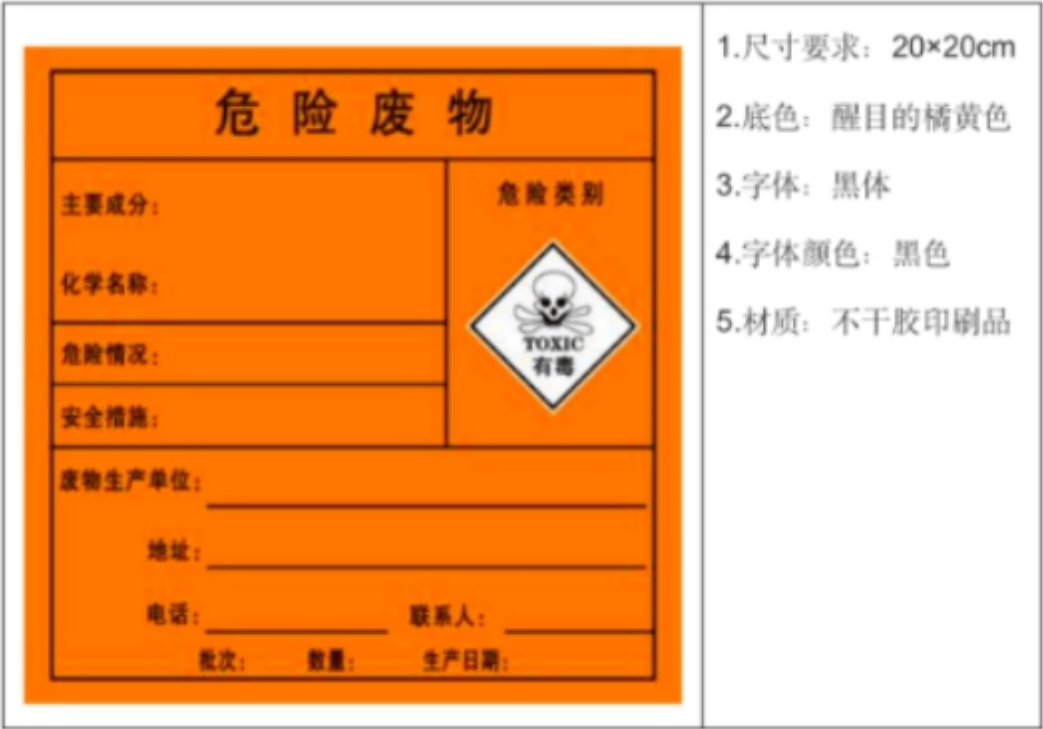 危险废物
主要成分：
化学名称：
危险类别
TOXIC
有毒
危险情况：
安全措施：
废物生产单位：
地址：
电话： 联系人：
批次： 数量： 生产日期：
1.尺寸要求：20×20cm
2.底色：醒目的橘黄色
3.字体：黑体
4.字体颜色：黑色
5.材质：不干胶印刷品